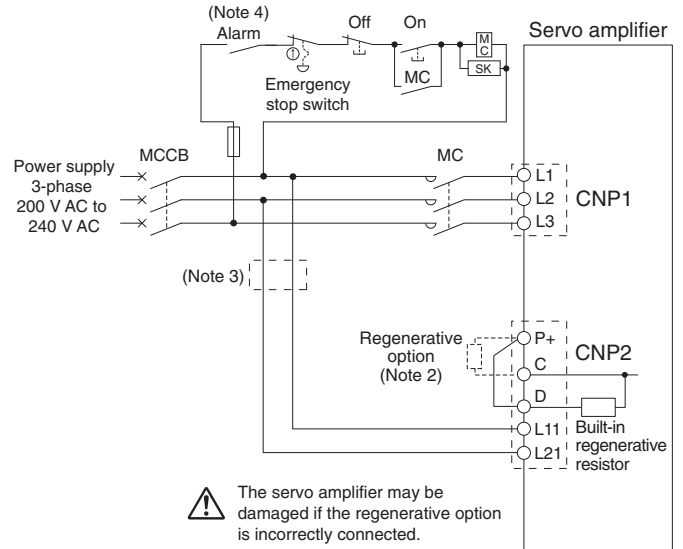 (Note 4)
Alarm
Off
On
M
C
SK
MC
Emergency
stop switch
Servo amplifier
Power supply
3-phase
200 V AC to
240 V AC
MCCB
MC
L1
L2
L3
CNP1
(Note 3)
Regenerative
option
(Note 2)
P+
C
D
L11
L21
CNP2
Built-in
regenerative
resistor
The servo amplifier may be
damaged if the regenerative option
is incorrectly connected.